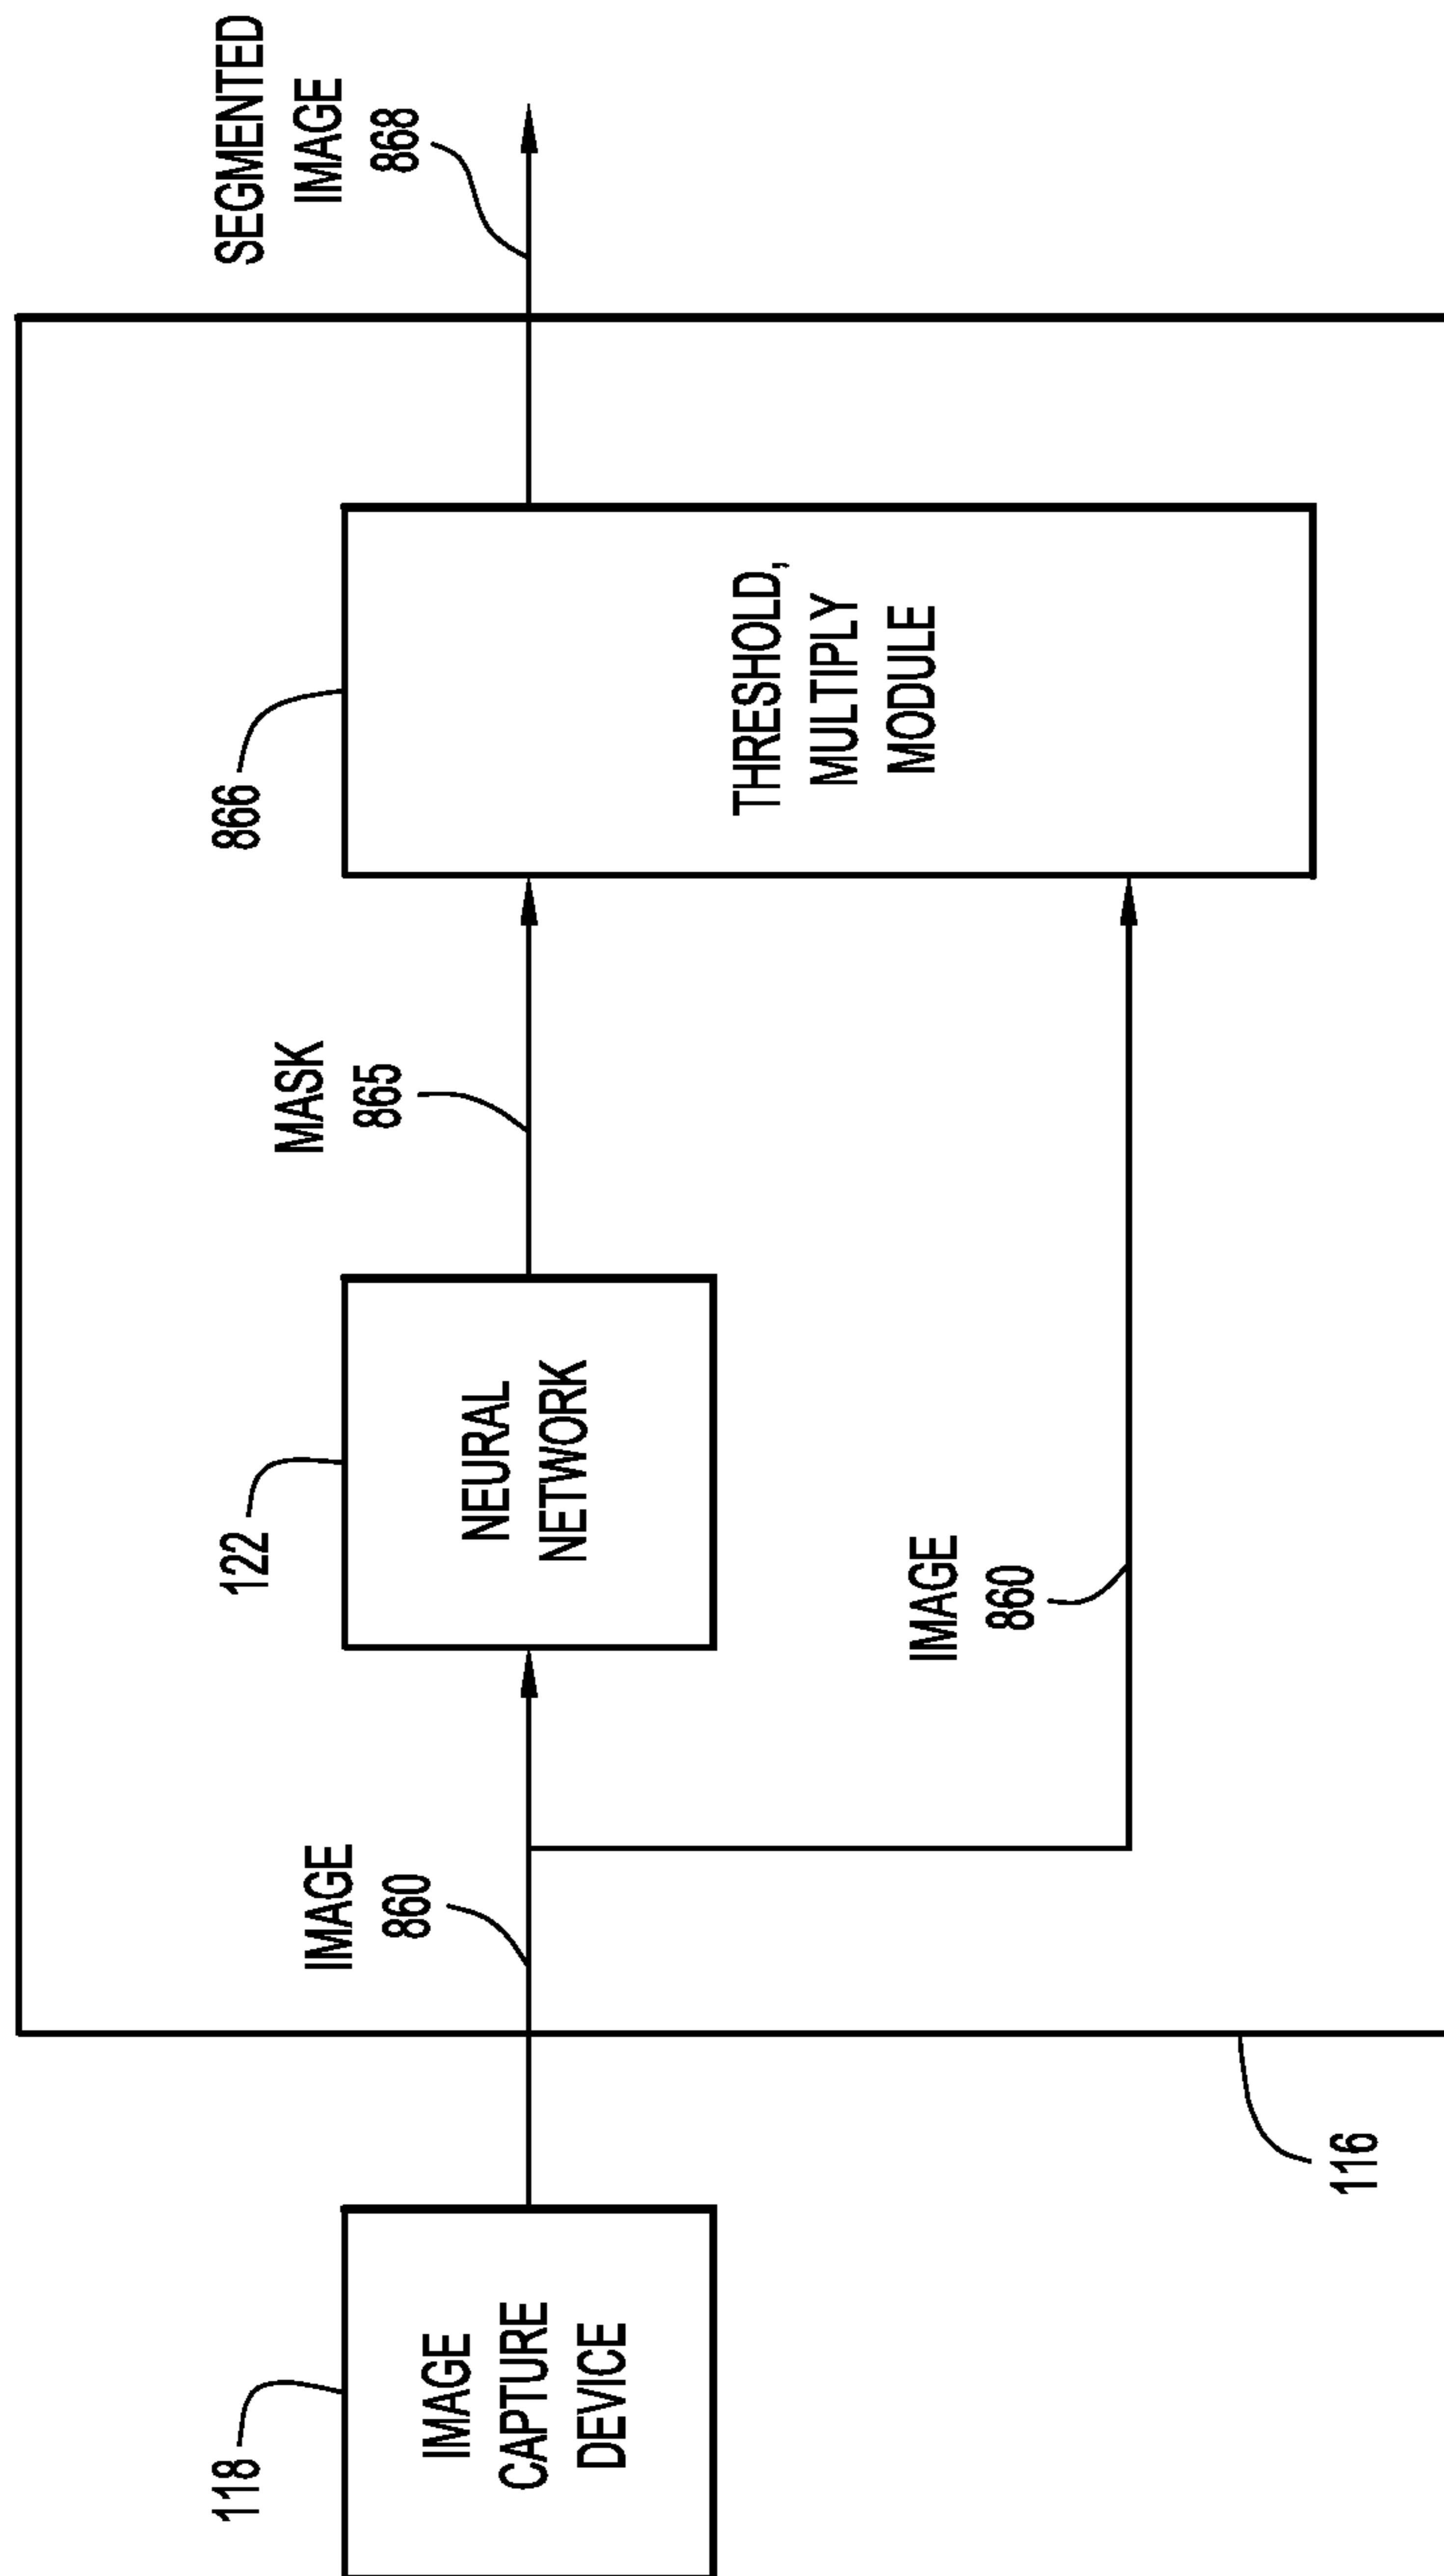 118
IMAGE
CAPTURE
DEVICE
116
IMAGE
860
122
NEURAL
NETWORK
IMAGE
860
MASK
865
866
THRESHOLD,
MULTIPLY
MODULE
SEGMENTED
IMAGE
868